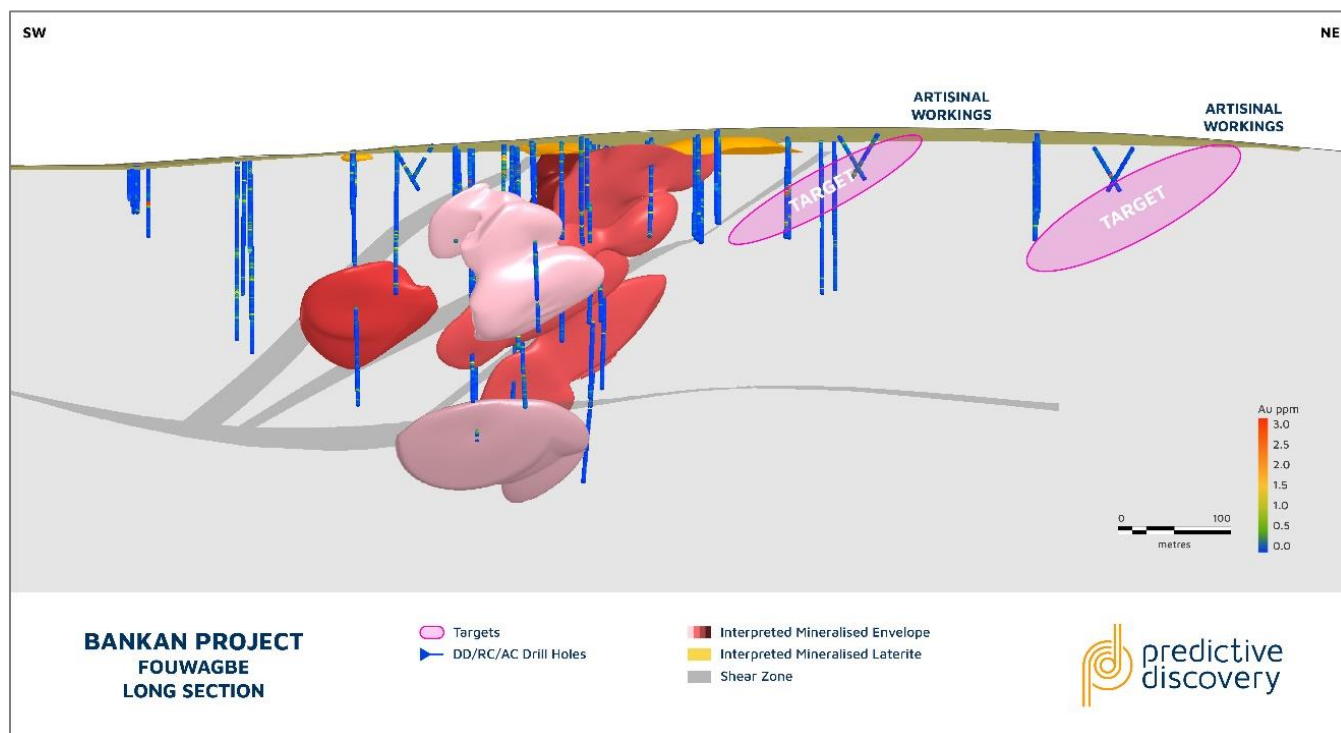 SW
NE
ARTISINAL
WORKINGS
ARTISINAL
WORKINGS
TARGET
TARGET
Au ppm
3.0
2.5
2.0
1.5
1.0
0.5
0.0
0 100
metres
BANKAN PROJECT
FOUWAGBE
LONG SECTION
Targets
DD/RC/AC Drill Holes
Interpreted Mineralised Envelope
Interpreted Mineralised Laterite
Shear Zone
predictive
discovery